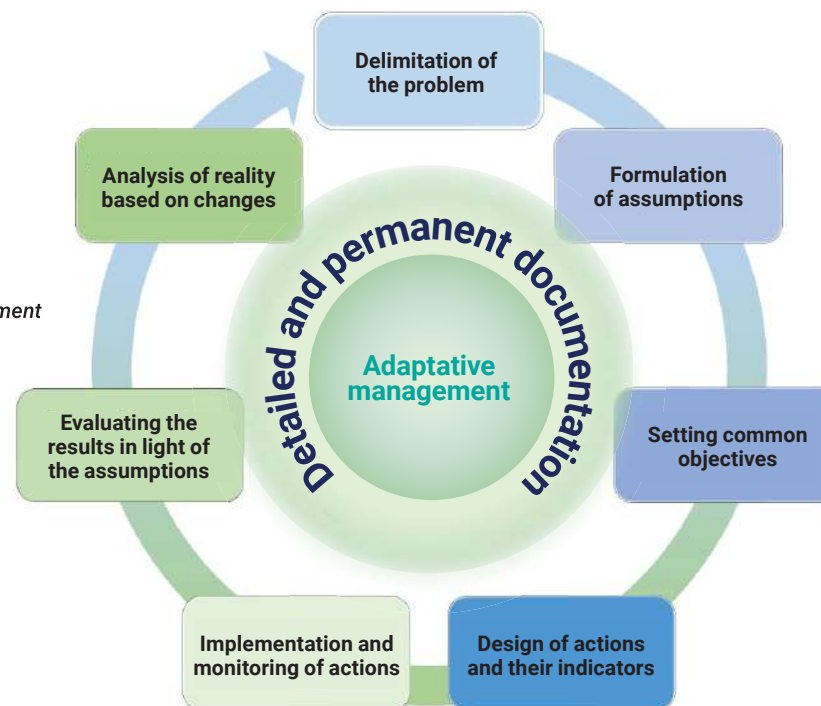 Delimitation of
the problem
Formulation
of assumptions
Setting common
objectives
Design of actions
and their indicators
Implementation and
monitoring of actions
Evaluating the
results in light of
the assumptions
Analysis of reality
based on changes
Detailed and permanent documentation
Adaptative
management